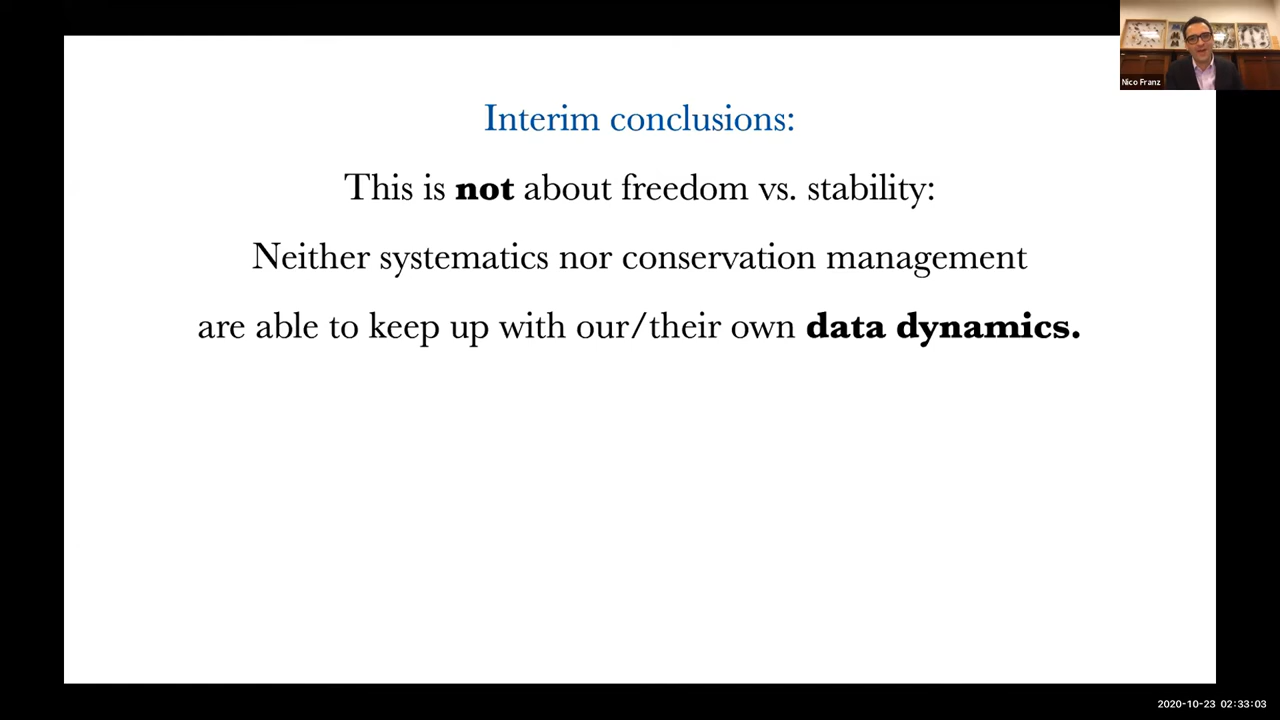 Nico Franz
Interim conclusions:
This is not about freedom vs. stability:
Neither systematics nor conservation management
are able to keep up with our/their own data dynamics.
2020-10-23 02:33:03